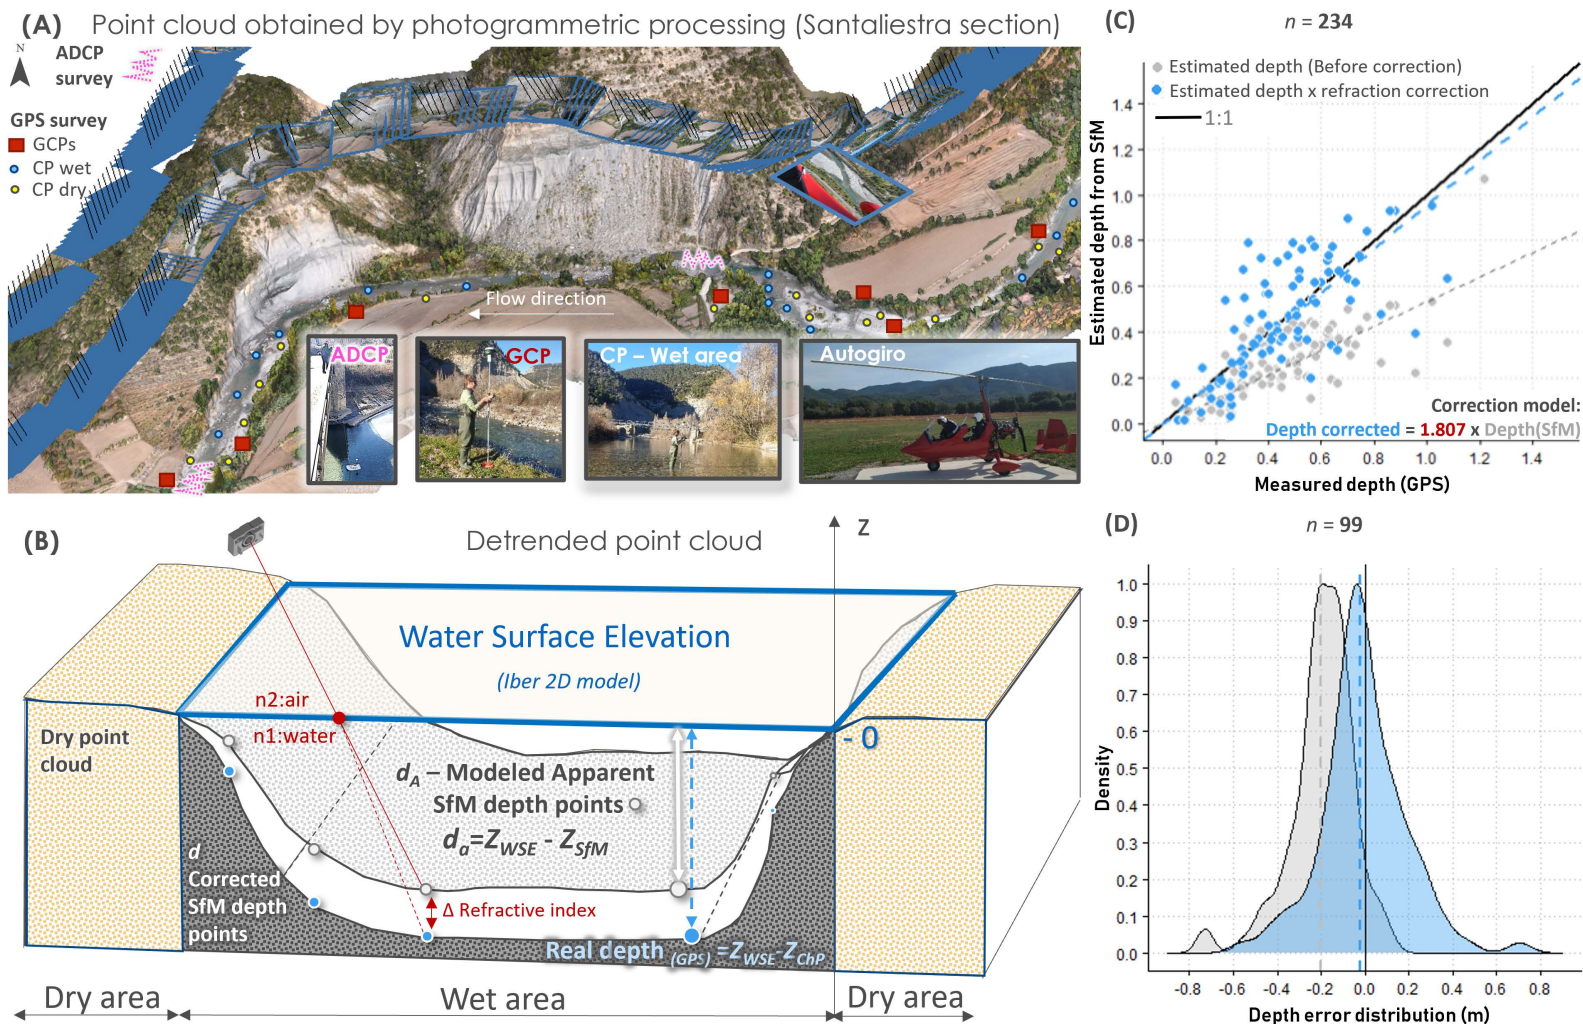 (A) Point cloud obtained by photogrammetric processing (Santaliestra section)
N
ADCP
survey
GPS survey
GCPs
CP wet
CP dry
Flow direction
ADCP
GCP
CP – Wet area
Autogiro
(C)
n = 234
Estimated depth (Before correction)
Estimated depth x refraction correction
1:1
Estimated depth from SfM
1.4
1.2
1.0
0.8
0.6
0.4
0.2
0.0
Correction model:
Depth corrected = 1.807 x Depth(SfM)
0.0 0.2 0.4 0.6 0.8 1.0 1.2 1.4
Measured depth (GPS)
(B)
Detrended point cloud
Z
Water Surface Elevation
(Iber 2D model)
n2:air
n1:water
- 0
Dry point
cloud
dA – Modeled Apparent
SfM depth points
da=ZWSE - ZSfM
d
Corrected
SfM depth
points
Δ Refractive index
Real depth (GPS) =ZWSE-ZChP
Dry area
Wet area
Dry area
(D)
n = 99
Density
1.0
0.9
0.8
0.7
0.6
0.5
0.4
0.3
0.2
0.1
0.0
-0.8 -0.6 -0.4 -0.2 0.0 0.2 0.4 0.6 0.8
Depth error distribution (m)